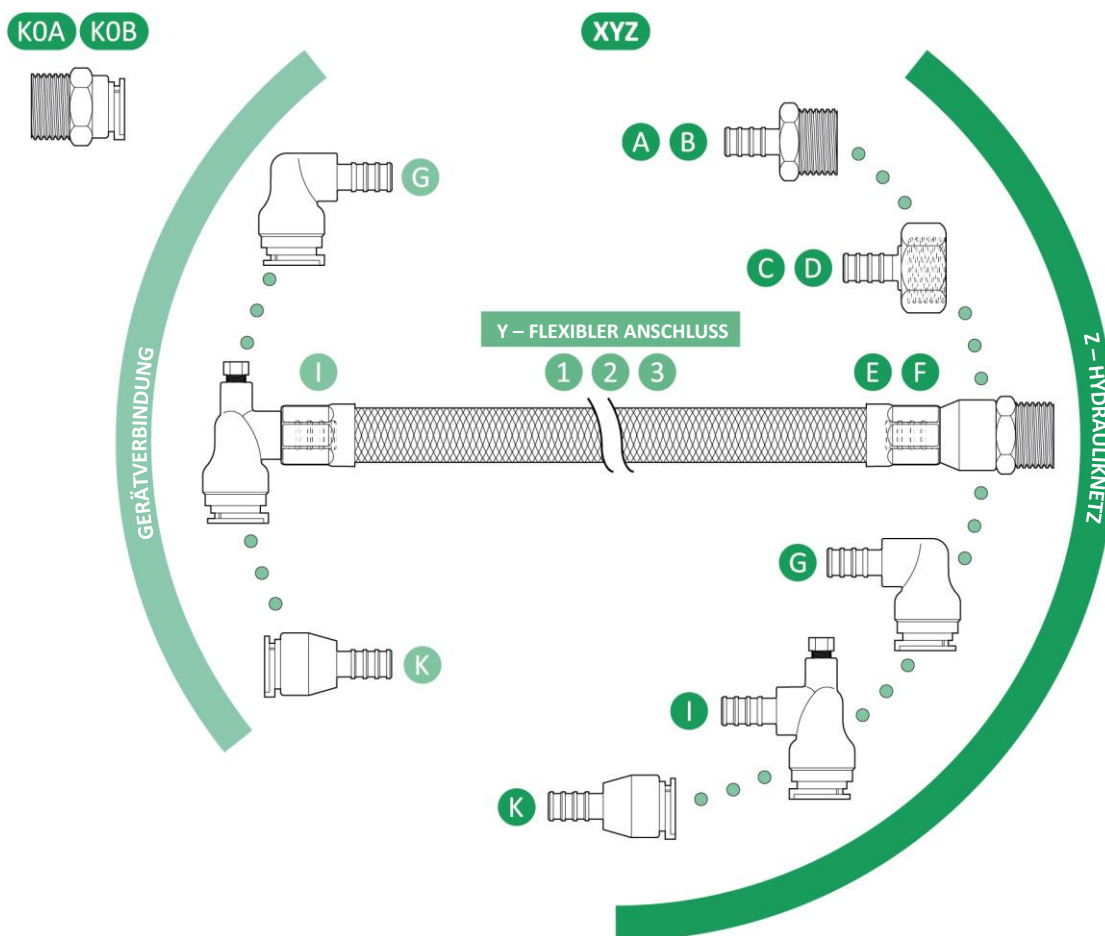 K0A K0B
XYZ
A B
G
C D
Y – FLEXIBLER ANSCHLUSS
I
1 2 3
E F
GERÄTVERBINDUNG
Z – HYDRAULIKNETZ
G
K
I
K